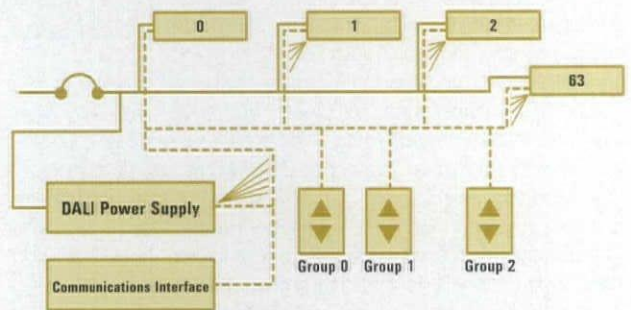 0
1
2
63
DALI Power Supply
Group 0 Group 1 Group 2
Communications Interface